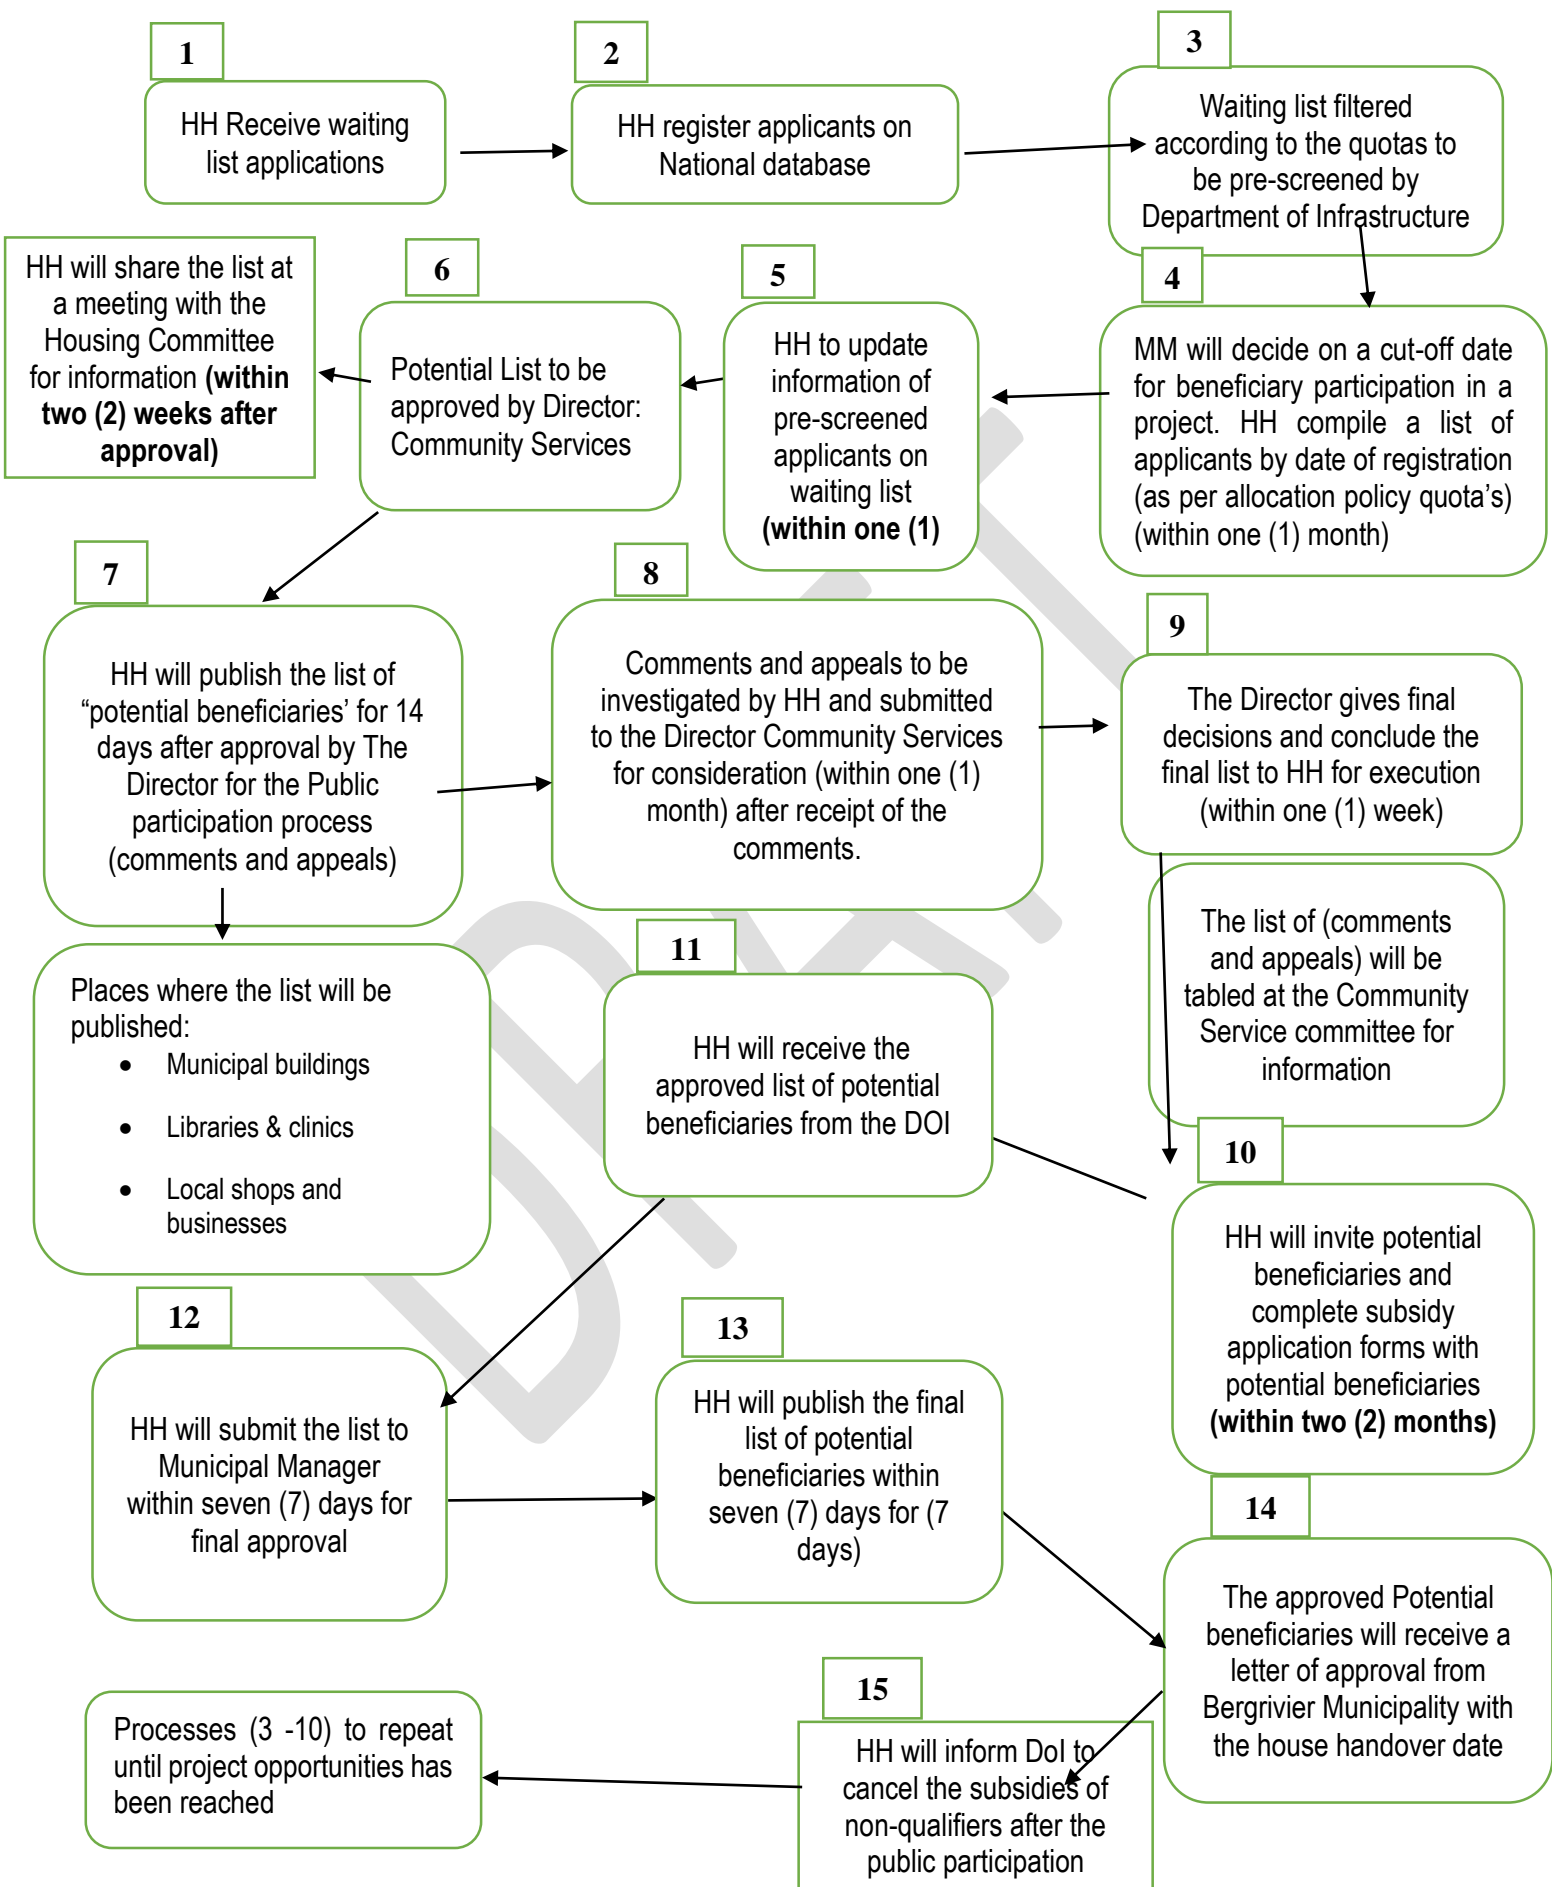 1
HH Receive waiting
list applications
2
HH register applicants on
National database
3
Waiting list filtered
according to the quotas to
be pre-screened by
Department of Infrastructure
4
MM will decide on a cut-off date
for beneficiary participation in a
project. HH compile a list of
applicants by date of registration
(as per allocation policy quota’s)
(within one (1) month)
5
HH to update
information of
pre-screened
applicants on
waiting list
(within one (1)
6
Potential List to be
approved by Director:
Community Services
HH will share the list at
a meeting with the
Housing Committee
for information (within
two (2) weeks after
approval)
7
HH will publish the list of
“potential beneficiaries’ for 14
days after approval by The
Director for the Public
participation process
(comments and appeals)
Places where the list will be
published:
• Municipal buildings
• Libraries & clinics
• Local shops and
businesses
8
Comments and appeals to be
investigated by HH and submitted
to the Director Community Services
for consideration (within one (1)
month) after receipt of the
comments.
9
The Director gives final
decisions and conclude the
final list to HH for execution
(within one (1) week)
The list of (comments
and appeals) will be
tabled at the Community
Service committee for
information
10
HH will invite potential
beneficiaries and
complete subsidy
application forms with
potential beneficiaries
(within two (2) months)
11
HH will receive the
approved list of potential
beneficiaries from the DOI
12
HH will submit the list to
Municipal Manager
within seven (7) days for
final approval
13
HH will publish the final
list of potential
beneficiaries within
seven (7) days for (7
days)
14
The approved Potential
beneficiaries will receive a
letter of approval from
Bergrivier Municipality with
the house handover date
15
HH will inform DoI to
cancel the subsidies of
non-qualifiers after the
public participation
Processes (3 -10) to repeat
until project opportunities has
been reached
DRAFT